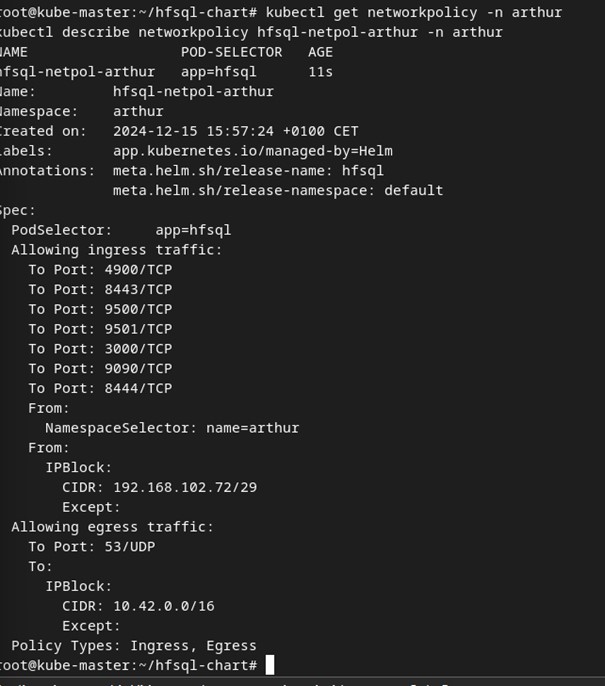 root@kube-master:~/hfsql-chart# kubectl get networkpolicy -n arthur
kubectl describe networkpolicy hfsql-netpol-arthur -n arthur
NAME                  POD-SELECTOR   AGE
hfsql-netpol-arthur   app=hfsql      11s
Name:         hfsql-netpol-arthur
Namespace:    arthur
Created on:   2024-12-15 15:57:24 +0100 CET
Labels:       app.kubernetes.io/managed-by=Helm
Annotations:  meta.helm.sh/release-name: hfsql
              meta.helm.sh/release-namespace: default
Spec:
  PodSelector:     app=hfsql
  Allowing ingress traffic:
    To Port: 4900/TCP
    To Port: 8443/TCP
    To Port: 9500/TCP
    To Port: 9501/TCP
    To Port: 3000/TCP
    To Port: 9090/TCP
    To Port: 8444/TCP
    From:
      NamespaceSelector: name=arthur
    From:
      IPBlock:
        CIDR: 192.168.102.72/29
        Except:
  Allowing egress traffic:
    To Port: 53/UDP
    To:
      IPBlock:
        CIDR: 10.42.0.0/16
        Except:
  Policy Types: Ingress, Egress
root@kube-master:~/hfsql-chart#